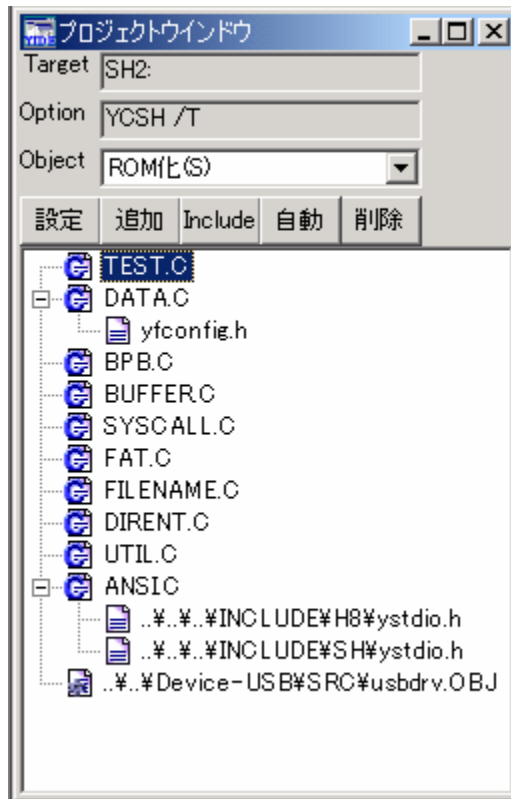 YIDE プロジェクトウインドウ
Target SH2:
Option YCSH /T
Object ROM化(S)
設定 追加 Include 自動 削除
TEST.C
DATA.C
yfconfig.h
BPB.C
BUFFER.C
SYSCALL.C
FAT.C
FILENAME.C
DIRENT.C
UTIL.C
ANSI.C
..¥..¥..¥INCLUDE¥H8¥ystdio.h
..¥..¥..¥INCLUDE¥SH¥ystdio.h
..¥..¥Device-USB¥SRC¥usbdrv.OBJ